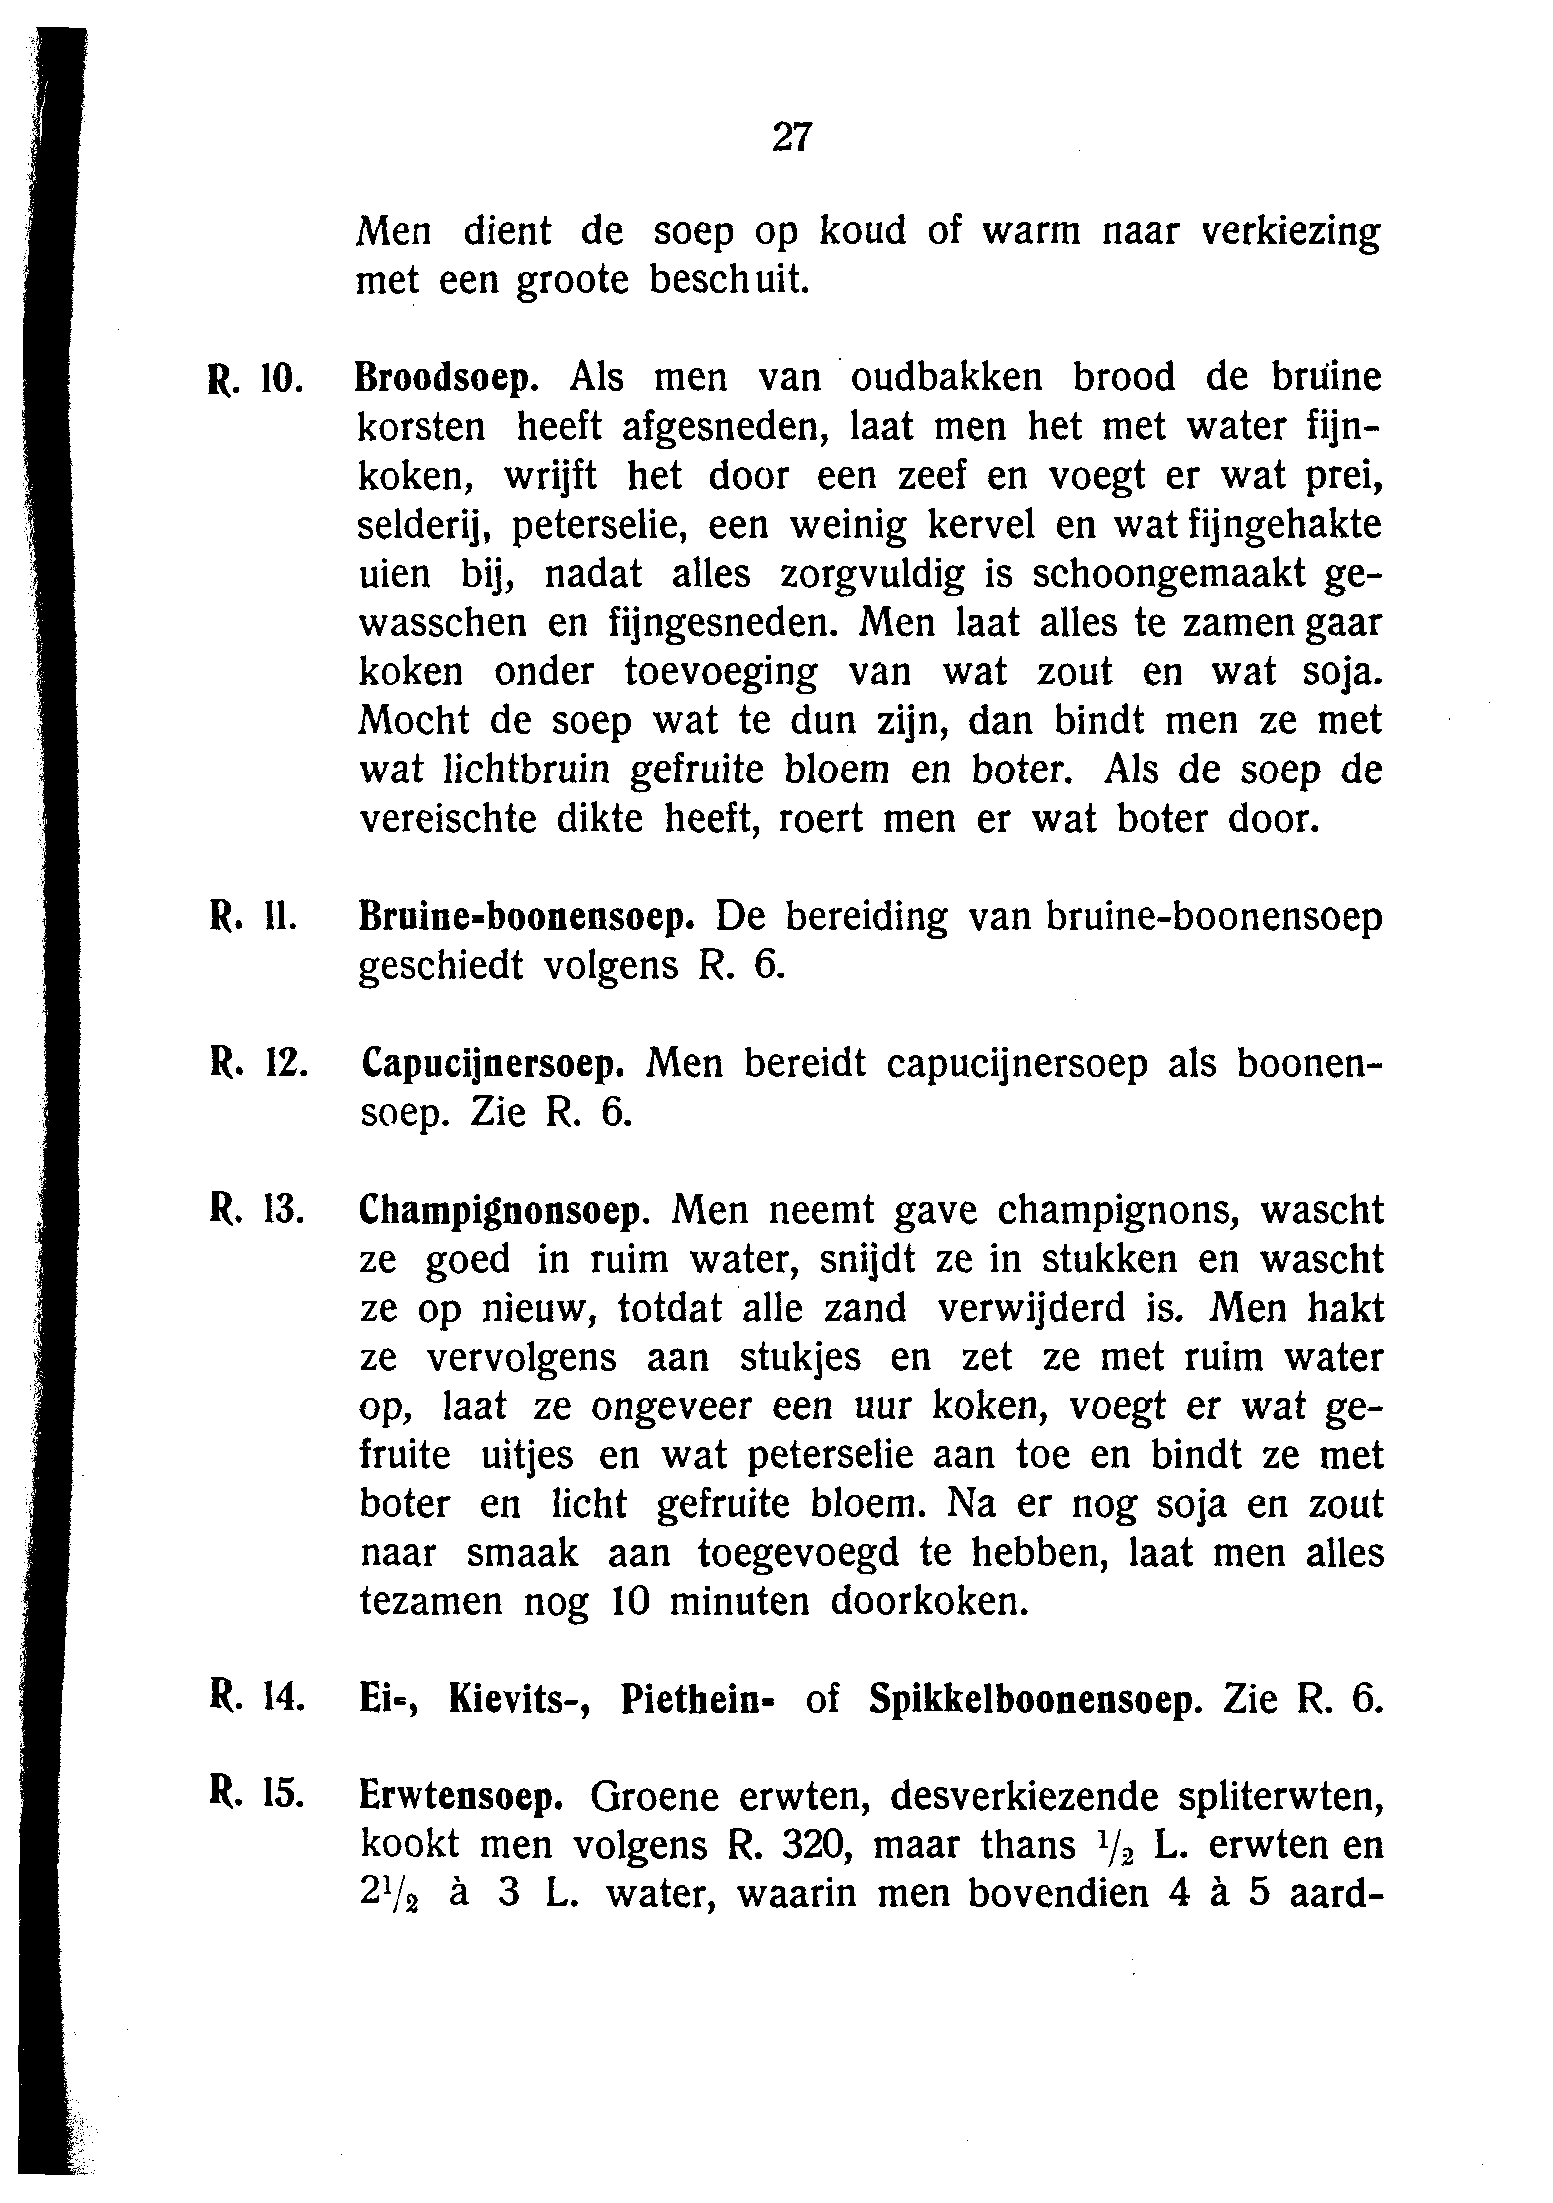 27
Men dient de soep op koud of warm naar verkiezing
met een groote beschuit.
R. 10. Broodsoep. Als men van oudbakken brood de bruine
korsten heeft afgesneden, laat men het met water fijn-
koken, wrijft het door een zeef en voegt er wat prei,
selderij, peterselie, een weinig kervel en wat fijngehakte
uien bij, nadat alles zorgvuldig is schoongemaakt ge-
wasschen en fijngesneden. Men laat alles te zamen gaar
koken onder toevoeging van wat zout en wat soja.
Mocht de soep wat te dun zijn, dan bindt men ze met
wat lichtbruin gefruite bloem en boter. Als de soep de
vereischte dikte heeft, roert men er wat boter door.
R. 11. Bruine-boonensoep. De bereiding van bruine-boonensoep
geschiedt volgens R. 6.
R. 12. Capucijnersoep. Men bereidt capucijnersoep als boonen-
soep. Zie R. 6.
R. 13. Champignonsoep. Men neemt gave champignons, wascht
ze goed in ruim water, snijdt ze in stukken en wascht
ze op nieuw, totdat alle zand verwijderd is. Men hakt
ze vervolgens aan stukjes en zet ze met ruim water
op, laat ze ongeveer een uur koken, voegt er wat ge-
fruite uitjes en wat peterselie aan toe en bindt ze met
boter en licht gefruite bloem. Na er nog soja en zout
naar smaak aan toegevoegd te hebben, laat men alles
tezamen nog 10 minuten doorkoken.
R. 14. Ei-, Kievits-, Piethein- of Spikkelboonensoep. Zie R. 6.
R. 15. Erwtensoep. Groene erwten, desverkiezende spliterwten,
kookt men volgens R. 320, maar thans ½ L. erwten en
2½ à 3 L. water, waarin men bovendien 4 à 5 aard-